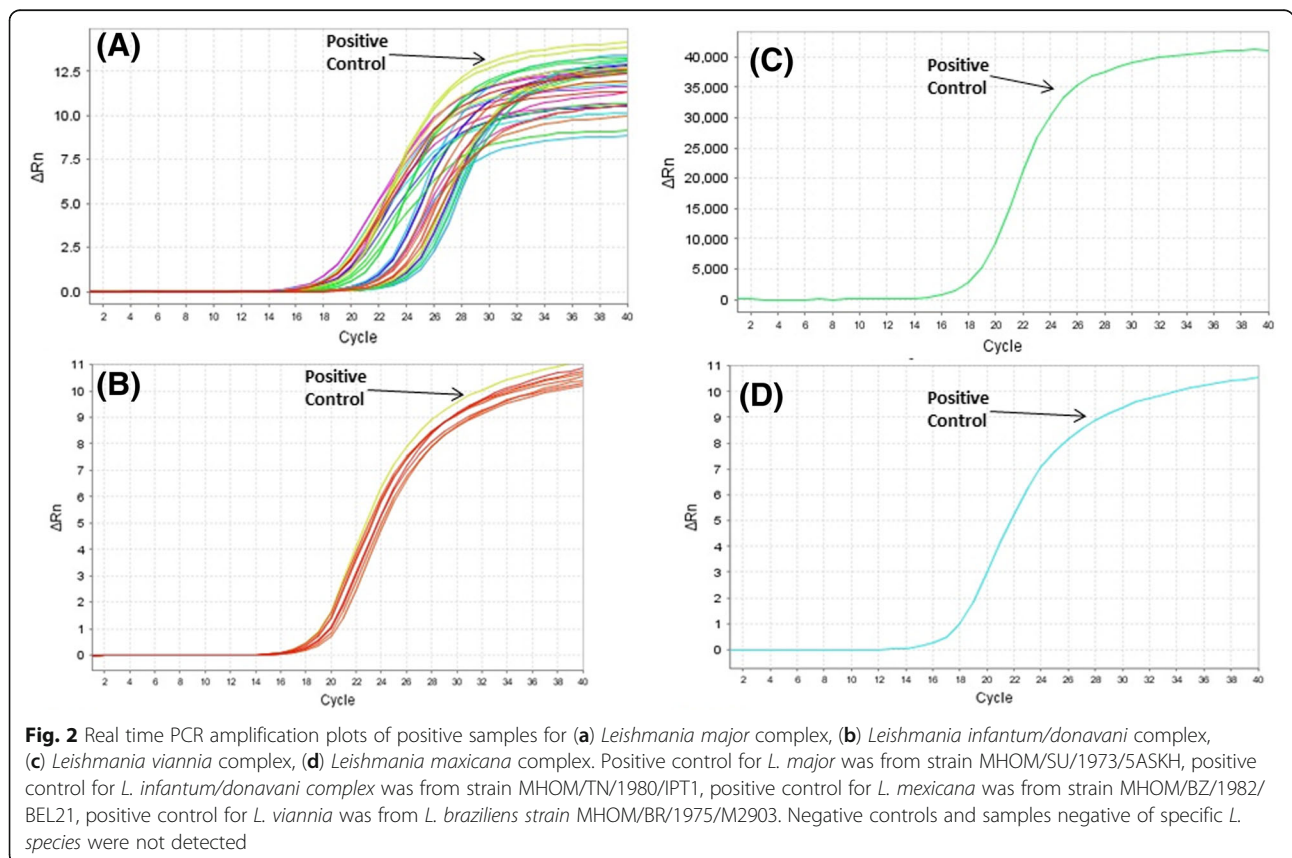 (A)
Positive
Control
12.5
10.0
7.5
5.0
2.5
0.0
ΔRn
2 4 6 8 10 12 14 16 18 20 22 24 26 28 30 32 34 36 38 40
Cycle
(C)
Positive
Control
40,000
35,000
30,000
25,000
20,000
15,000
10,000
5,000
0
ΔRn
2 4 6 8 10 12 14 16 18 20 22 24 26 28 30 32 34 36 38 40
Cycle
(B)
Positive
Control
11
10
9
8
7
6
5
4
3
2
1
0
ΔRn
2 4 6 8 10 12 14 16 18 20 22 24 26 28 30 32 34 36 38 40
Cycle
(D)
Positive
Control
11
10
9
8
7
6
5
4
3
2
1
0
ΔRn
2 4 6 8 10 12 14 16 18 20 22 24 26 28 30 32 34 36 38 40
Cycle
Fig. 2 Real time PCR amplification plots of positive samples for (a) Leishmania major complex, (b) Leishmania infantum/donavani complex,
(c) Leishmania viannia complex, (d) Leishmania maxicana complex. Positive control for L. major was from strain MHOM/SU/1973/5ASKH, positive
control for L. infantum/donavani complex was from strain MHOM/TN/1980/IPT1, positive control for L. mexicana was from strain MHOM/BZ/1982/
BEL21, positive control for L. viannia was from L. braziliens strain MHOM/BR/1975/M2903. Negative controls and samples negative of specific L.
species were not detected